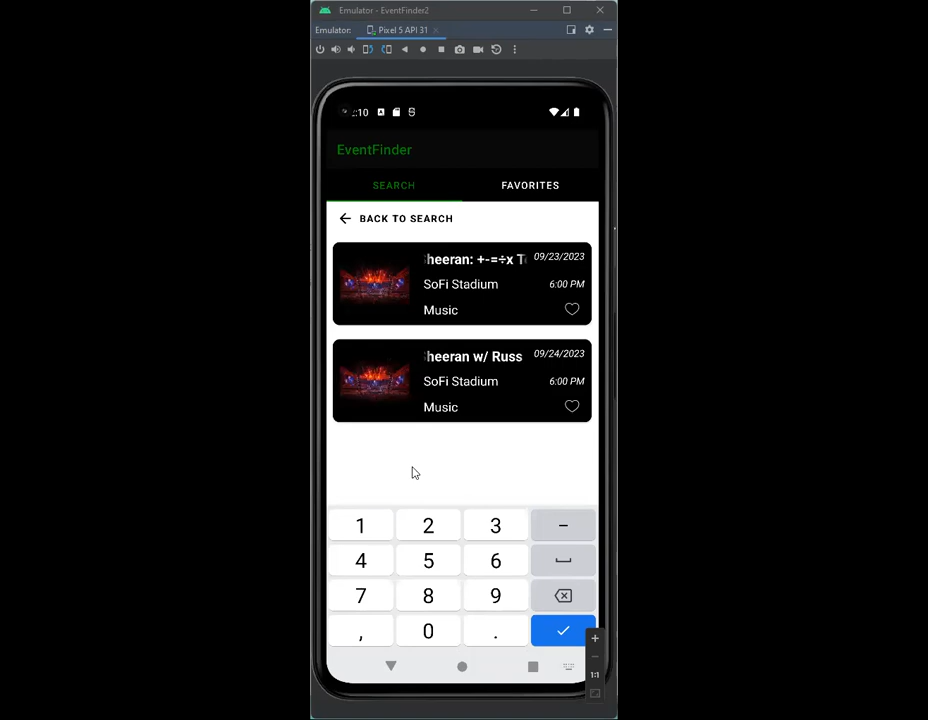 Emulator - EventFinder2
Emulator: Pixel 5 API 31
:10
EventFinder
SEARCH FAVORITES
BACK TO SEARCH
heeran: +-=÷x 09/23/2023
SoFi Stadium 6:00 PM
Music
Sheeran w/ Russ 09/24/2023
SoFi Stadium 6:00 PM
Music
1 2 3 -
4 5 6
7 8 9
, 0 .
1:1